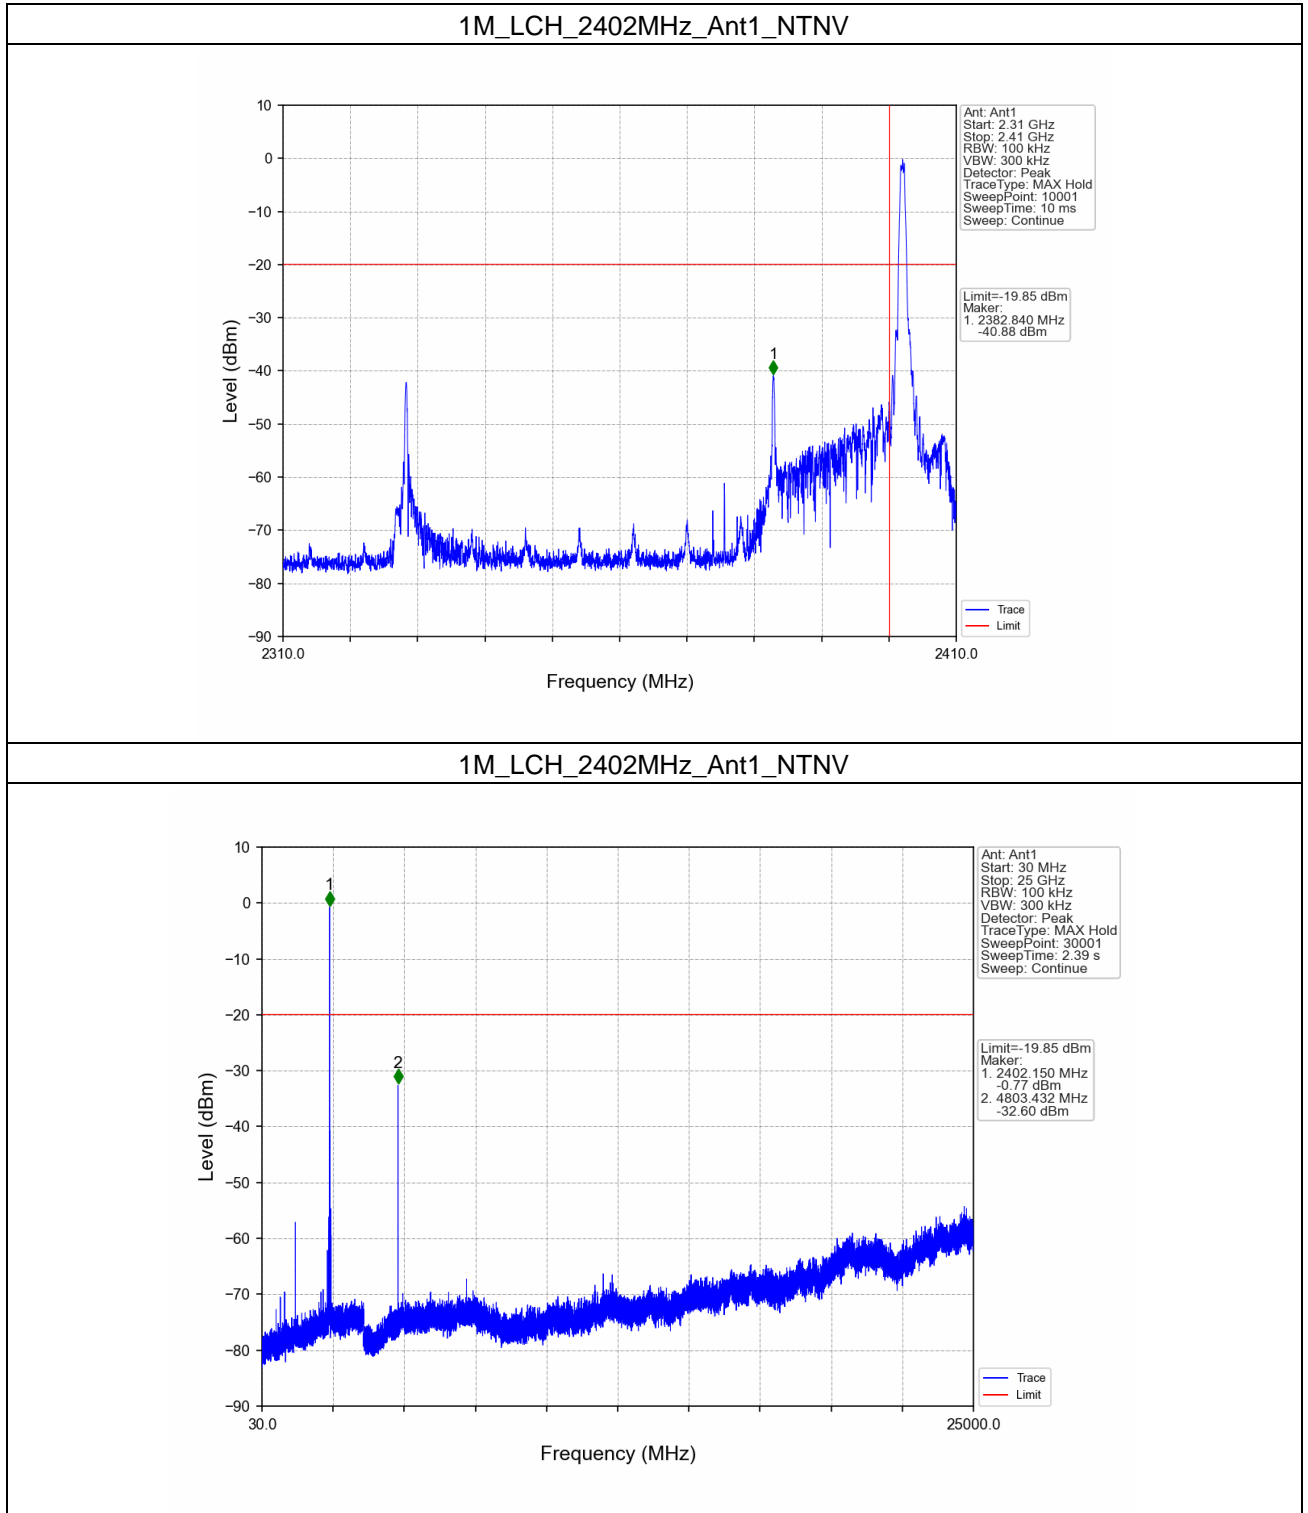 1M_LCH_2402MHz_Ant1_NTNV
10
0
−10
−20
−30
−40
−50
−60
−70
−80
−90
Level (dBm)
1
2310.0
2410.0
Frequency (MHz)
Ant: Ant1
Start: 2.31 GHz
Stop: 2.41 GHz
RBW: 100 kHz
VBW: 300 kHz
Detector: Peak
TraceType: MAX Hold
SweepPoint: 10001
SweepTime: 10 ms
Sweep: Continue
Limit=-19.85 dBm
Maker:
1. 2382.840 MHz
-40.88 dBm
Trace
Limit
1M_LCH_2402MHz_Ant1_NTNV
10
0
−10
−20
−30
−40
−50
−60
−70
−80
−90
Level (dBm)
1
2
30.0
25000.0
Frequency (MHz)
Ant: Ant1
Start: 30 MHz
Stop: 25 GHz
RBW: 100 kHz
VBW: 300 kHz
Detector: Peak
TraceType: MAX Hold
SweepPoint: 30001
SweepTime: 2.39 s
Sweep: Continue
Limit=-19.85 dBm
Maker:
1. 2402.150 MHz
-0.77 dBm
2. 4803.432 MHz
-32.60 dBm
Trace
Limit